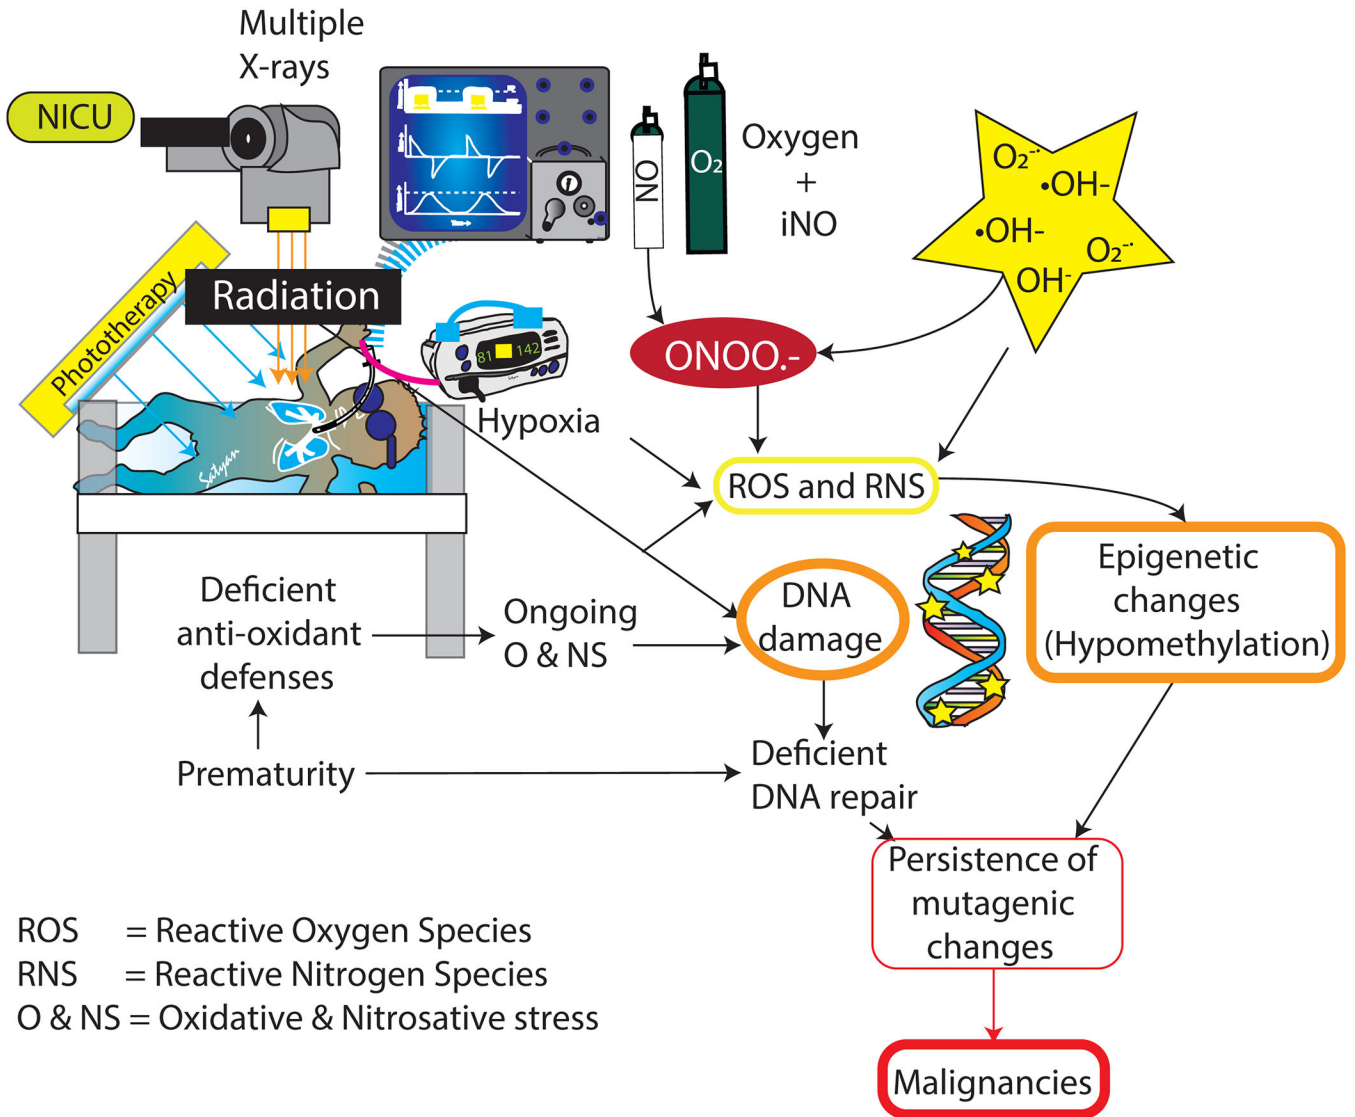 Multiple
X-rays
NICU
NO
O₂
Oxygen
+
iNO
O₂⁻·
•OH-
•OH-
O₂⁻·
OH⁻
Phototherapy
Radiation
ONOO.-
81 142
Hypoxia
Satyan
ROS and RNS
Epigenetic
changes
(Hypomethylation)
DNA
damage
Deficient
anti-oxidant
defenses
Ongoing
O & NS
Prematurity
Deficient
DNA repair
Persistence of
mutagenic
changes
ROS = Reactive Oxygen Species
RNS = Reactive Nitrogen Species
O & NS = Oxidative & Nitrosative stress
Malignancies